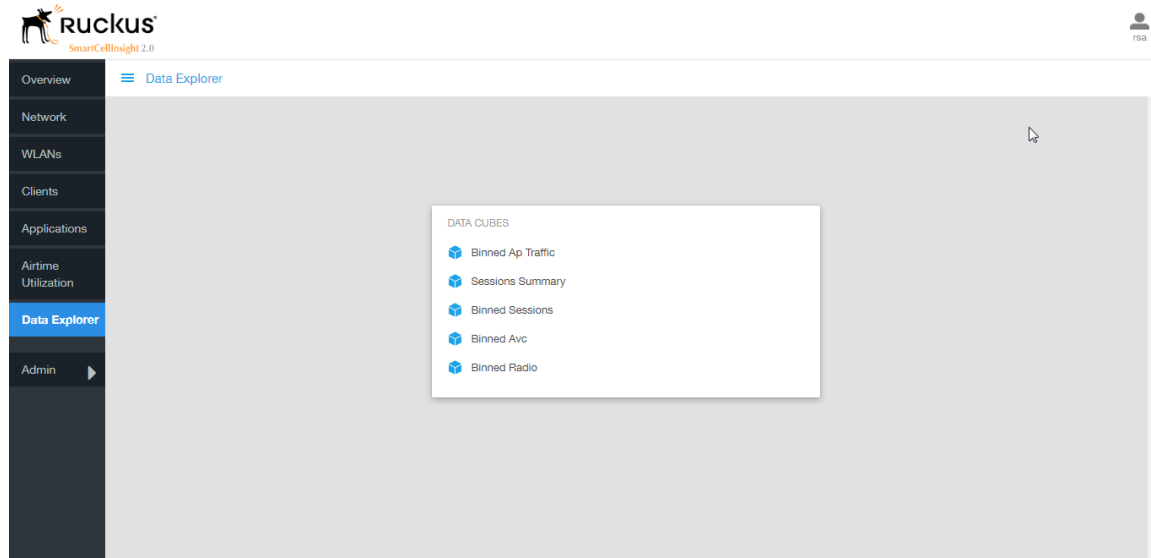 RUCKUS
SmartCellInsight 2.0
rsa
Overview
Data Explorer
Network
WLANs
Clients
Applications
Airtime
Utilization
Data Explorer
Admin
DATA CUBES
Binned Ap Traffic
Sessions Summary
Binned Sessions
Binned Avc
Binned Radio